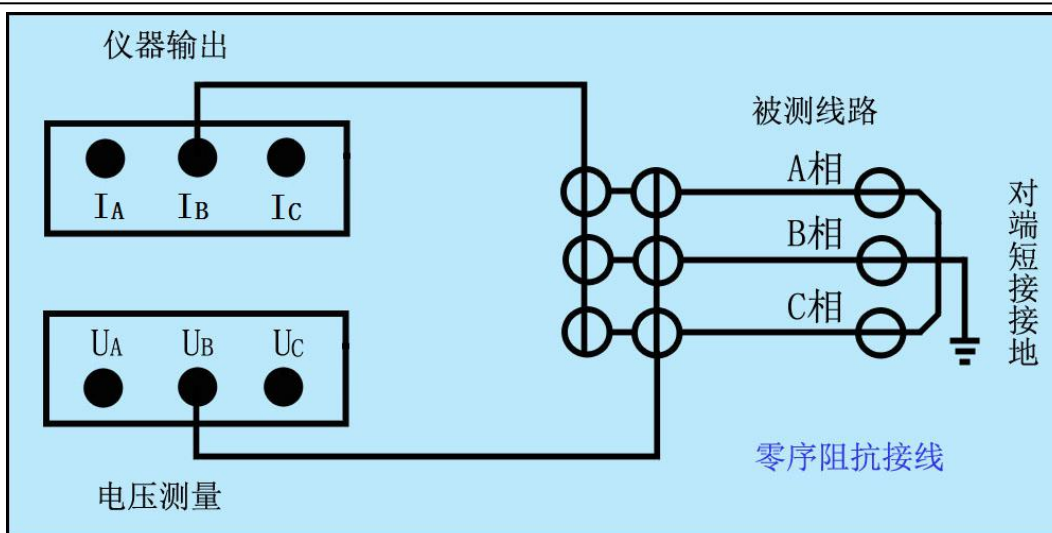 仪器输出
IA IB IC
被测线路
A相
B相
C相
对端短接接地
UA UB UC
零序阻抗接线
电压测量